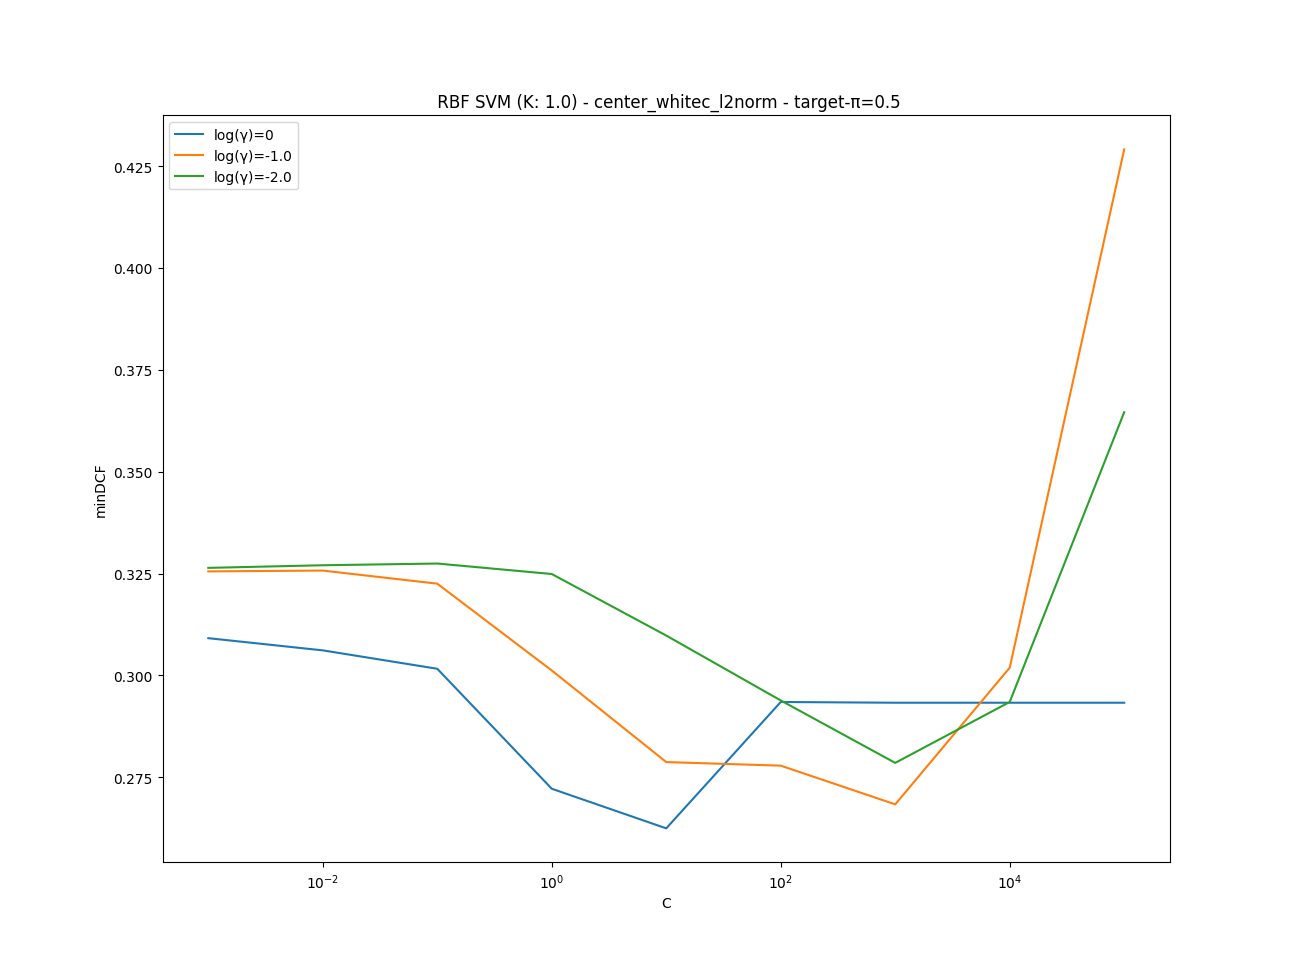 RBF SVM (K: 1.0) - center_whitec_l2norm - target-π=0.5
log(γ)=0
log(γ)=-1.0
log(γ)=-2.0
0.425
0.400
0.375
0.350
0.325
0.300
0.275
minDCF
10⁻² 10⁰ 10² 10⁴
C